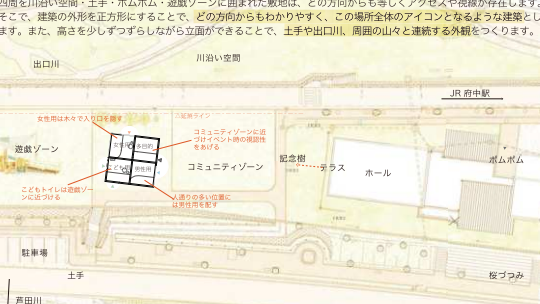 四周を川沿い空間・土手・ポムポム・遊戯ゾーンに囲まれた敷地は、どの方向からも等しくアクセスや視線が存在します。
そこで、建築の外形を正方形にすることで、どの方向からもわかりやすく、この場所全体のアイコンとなるような建築とし
ます。また、高さを少しずつずらしながら立面ができることで、土手や出口川、周囲の山々と連続する外観をつくります。
川沿い空間
出口川
JR 府中駅
女性用は木々で入り口を隠す
コミュニティゾーンに近
づけイベント時の視認性
をあげる
女性用
多目的
遊戯ゾーン
コミュニティゾーン
記念樹
テラス
ホール
ポムポム
男性用
こどもトイレは遊戯ゾー
ンに近づける
人通りの多い位置に
は男性用を配す
駐車場
土手
桜づつみ
芦田川